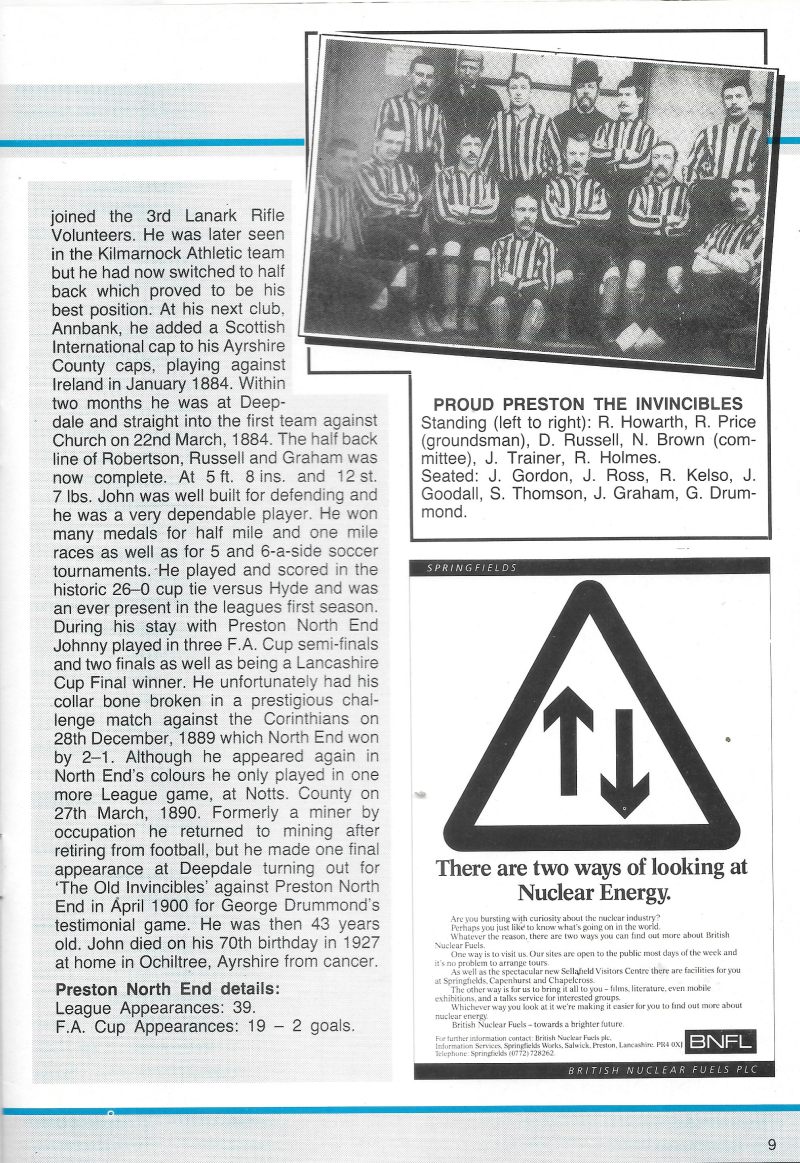 joined the 3rd Lanark Rifle
Volunteers. He was later seen
in the Kilmarnock Athletic team
but he had now switched to half
back which proved to be his
best position. At his next club,
Annbank, he added a Scottish
International cap to his Ayrshire
County caps, playing against
Ireland in January 1884. Within
two months he was at Deep-
dale and straight into the first team against
Church on 22nd March, 1884. The half back
line of Robertson, Russell and Graham was
now complete. At 5 ft. 8 ins. and 12 st.
7 lbs. John was well built for defending and
he was a very dependable player. He won
many medals for half mile and one mile
races as well as for 5 and 6-a-side soccer
tournaments. He played and scored in the
historic 26–0 cup tie versus Hyde and was
an ever present in the leagues first season.
During his stay with Preston North End
Johnny played in three F.A. Cup semi-finals
and two finals as well as being a Lancashire
Cup Final winner. He unfortunately had his
collar bone broken in a prestigious chal-
lenge match against the Corinthians on
28th December, 1889 which North End won
by 2–1. Although he appeared again in
North End's colours he only played in one
more League game, at Notts. County on
27th March, 1890. Formerly a miner by
occupation he returned to mining after
retiring from football, but he made one final
appearance at Deepdale turning out for
'The Old Invincibles' against Preston North
End in April 1900 for George Drummond's
testimonial game. He was then 43 years
old. John died on his 70th birthday in 1927
at home in Ochiltree, Ayrshire from cancer.
Preston North End details:
League Appearances: 39.
F.A. Cup Appearances: 19 – 2 goals.
PROUD PRESTON THE INVINCIBLES
Standing (left to right): R. Howarth, R. Price
(groundsman), D. Russell, N. Brown (com-
mittee), J. Trainer, R. Holmes.
Seated: J. Gordon, J. Ross, R. Kelso, J.
Goodall, S. Thomson, J. Graham, G. Drum-
mond.
SPRINGFIELDS
There are two ways of looking at
Nuclear Energy.
Are you bursting with curiosity about the nuclear industry?
Perhaps you just like to know what's going on in the world.
Whatever the reason, there are two ways you can find out more about British
Nuclear Fuels.
One way is to visit us. Our sites are open to the public most days of the week and
it's no problem to arrange tours.
As well as the spectacular new Sellafield Visitors Centre there are facilities for you
at Springfields, Capenhurst and Chapelcross.
The other way is for us to bring it all to you – films, literature, even mobile
exhibitions, and a talks service for interested groups.
Whichever way you look at it we're making it easier for you to find out more about
nuclear energy.
British Nuclear Fuels – towards a brighter future.
For further information contact: British Nuclear Fuels plc,
Information Services, Springfields Works, Salwick, Preston, Lancashire. PR4 0XJ
Telephone: Springfields (0772) 728262.
BNFL
BRITISH NUCLEAR FUELS PLC
9